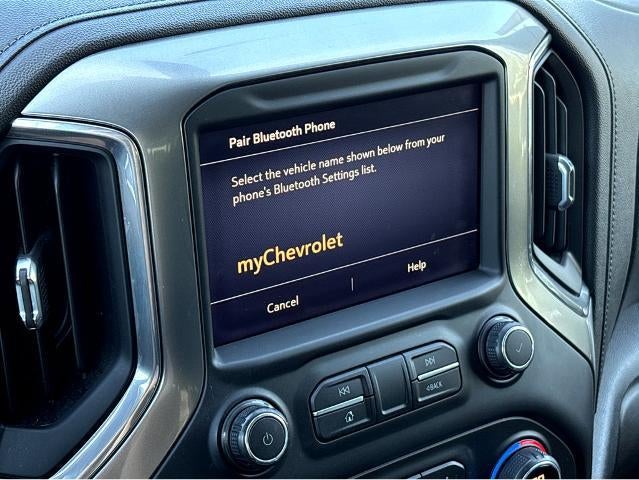 Pair Bluetooth Phone
Select the vehicle name shown below from your
phone's Bluetooth Settings list.
myChevrolet
Cancel
Help
BACK